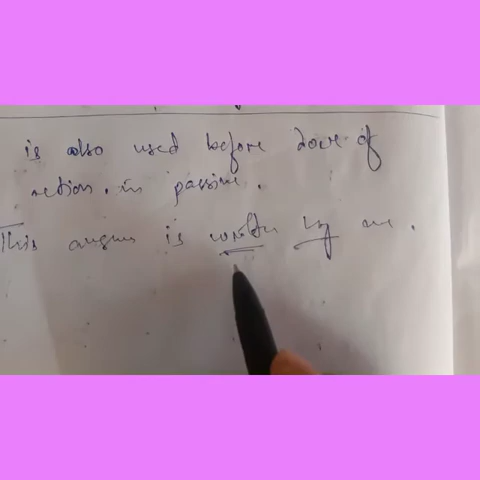 is also used before doer of
action. in passive.
This answer is written by me.